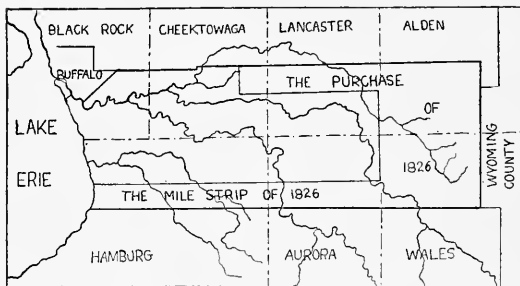 BLACK ROCK CHEEKTOWAGA LANCASTER ALDEN
BUFFALO
THE PURCHASE
OF
1826
LAKE
ERIE
WYOMING
COUNTY
THE MILE STRIP OF 1826
HAMBURG AURORA WALES